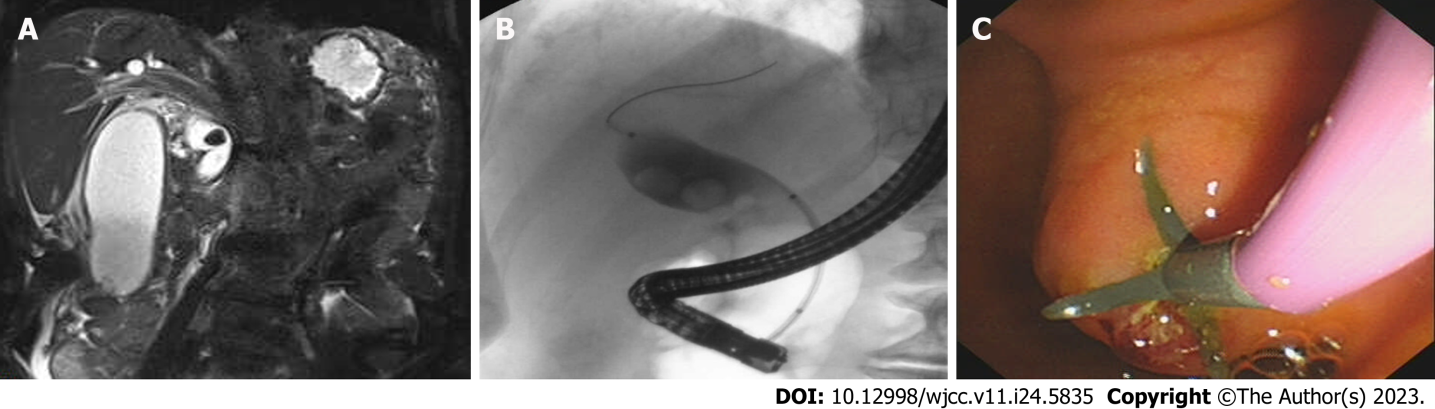 A
B
C
DOI: 10.12998/wjcc.v11.i24.5835 Copyright ©The Author(s) 2023.